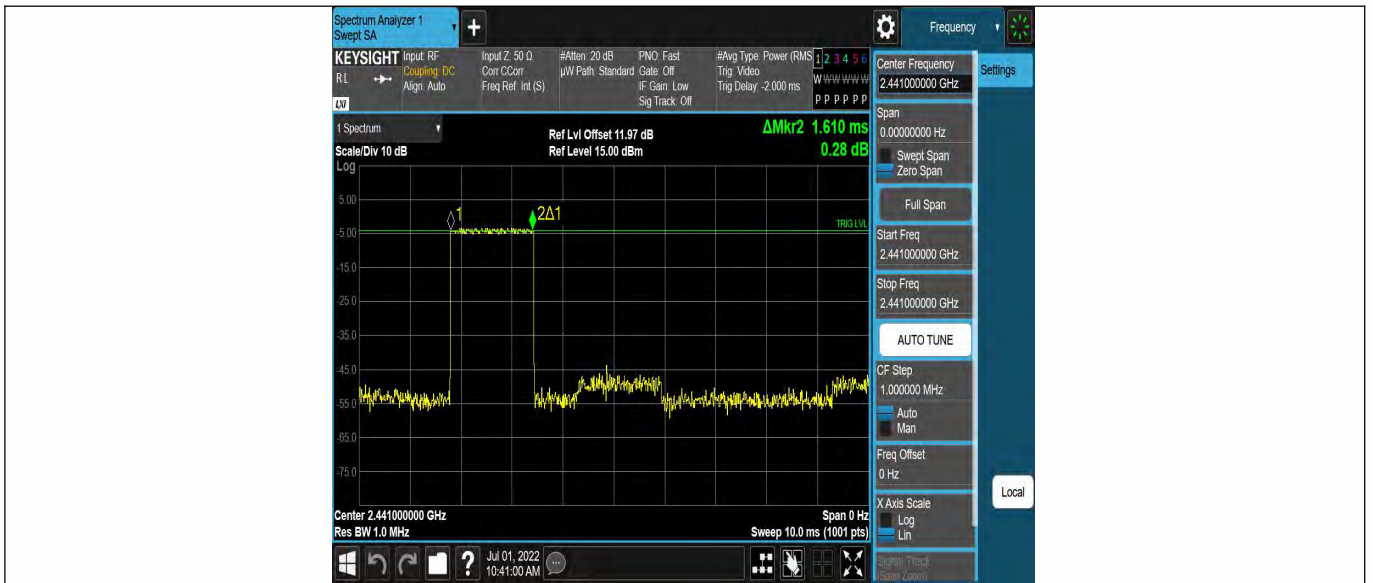 Spectrum Analyzer 1
Swept SA
+
Frequency
KEYSIGHT
RL
LXI
Input: RF
Coupling: DC
Align: Auto
Input Z: 50 Ω
Corr CCorr
Freq Ref: Int (S)
#Atten: 20 dB
µW Path: Standard
PNO: Fast
Gate: Off
IF Gain: Low
Sig Track: Off
#Avg Type: Power (RMS
Trig: Video
Trig Delay: -2.000 ms
1 2 3 4 5 6
W W W W W W
P P P P P P
1 Spectrum
Scale/Div 10 dB
Log
Ref Lvl Offset 11.97 dB
Ref Level 15.00 dBm
ΔMkr2 1.610 ms
0.28 dB
5.00
-5.00
-15.0
-25.0
-35.0
-45.0
-55.0
-65.0
-75.0
1
2Δ1
TRIG LVL
Center 2.441000000 GHz
Res BW 1.0 MHz
Span 0 Hz
Sweep 10.0 ms (1001 pts)
?
Jul 01, 2022
10:41:00 AM
Center Frequency
2.441000000 GHz
Span
0.00000000 Hz
Swept Span
Zero Span
Full Span
Start Freq
2.441000000 GHz
Stop Freq
2.441000000 GHz
AUTO TUNE
CF Step
1.000000 MHz
Auto
Man
Freq Offset
0 Hz
X Axis Scale
Log
Lin
Signal Track
(Span Zoom)
Settings
Local